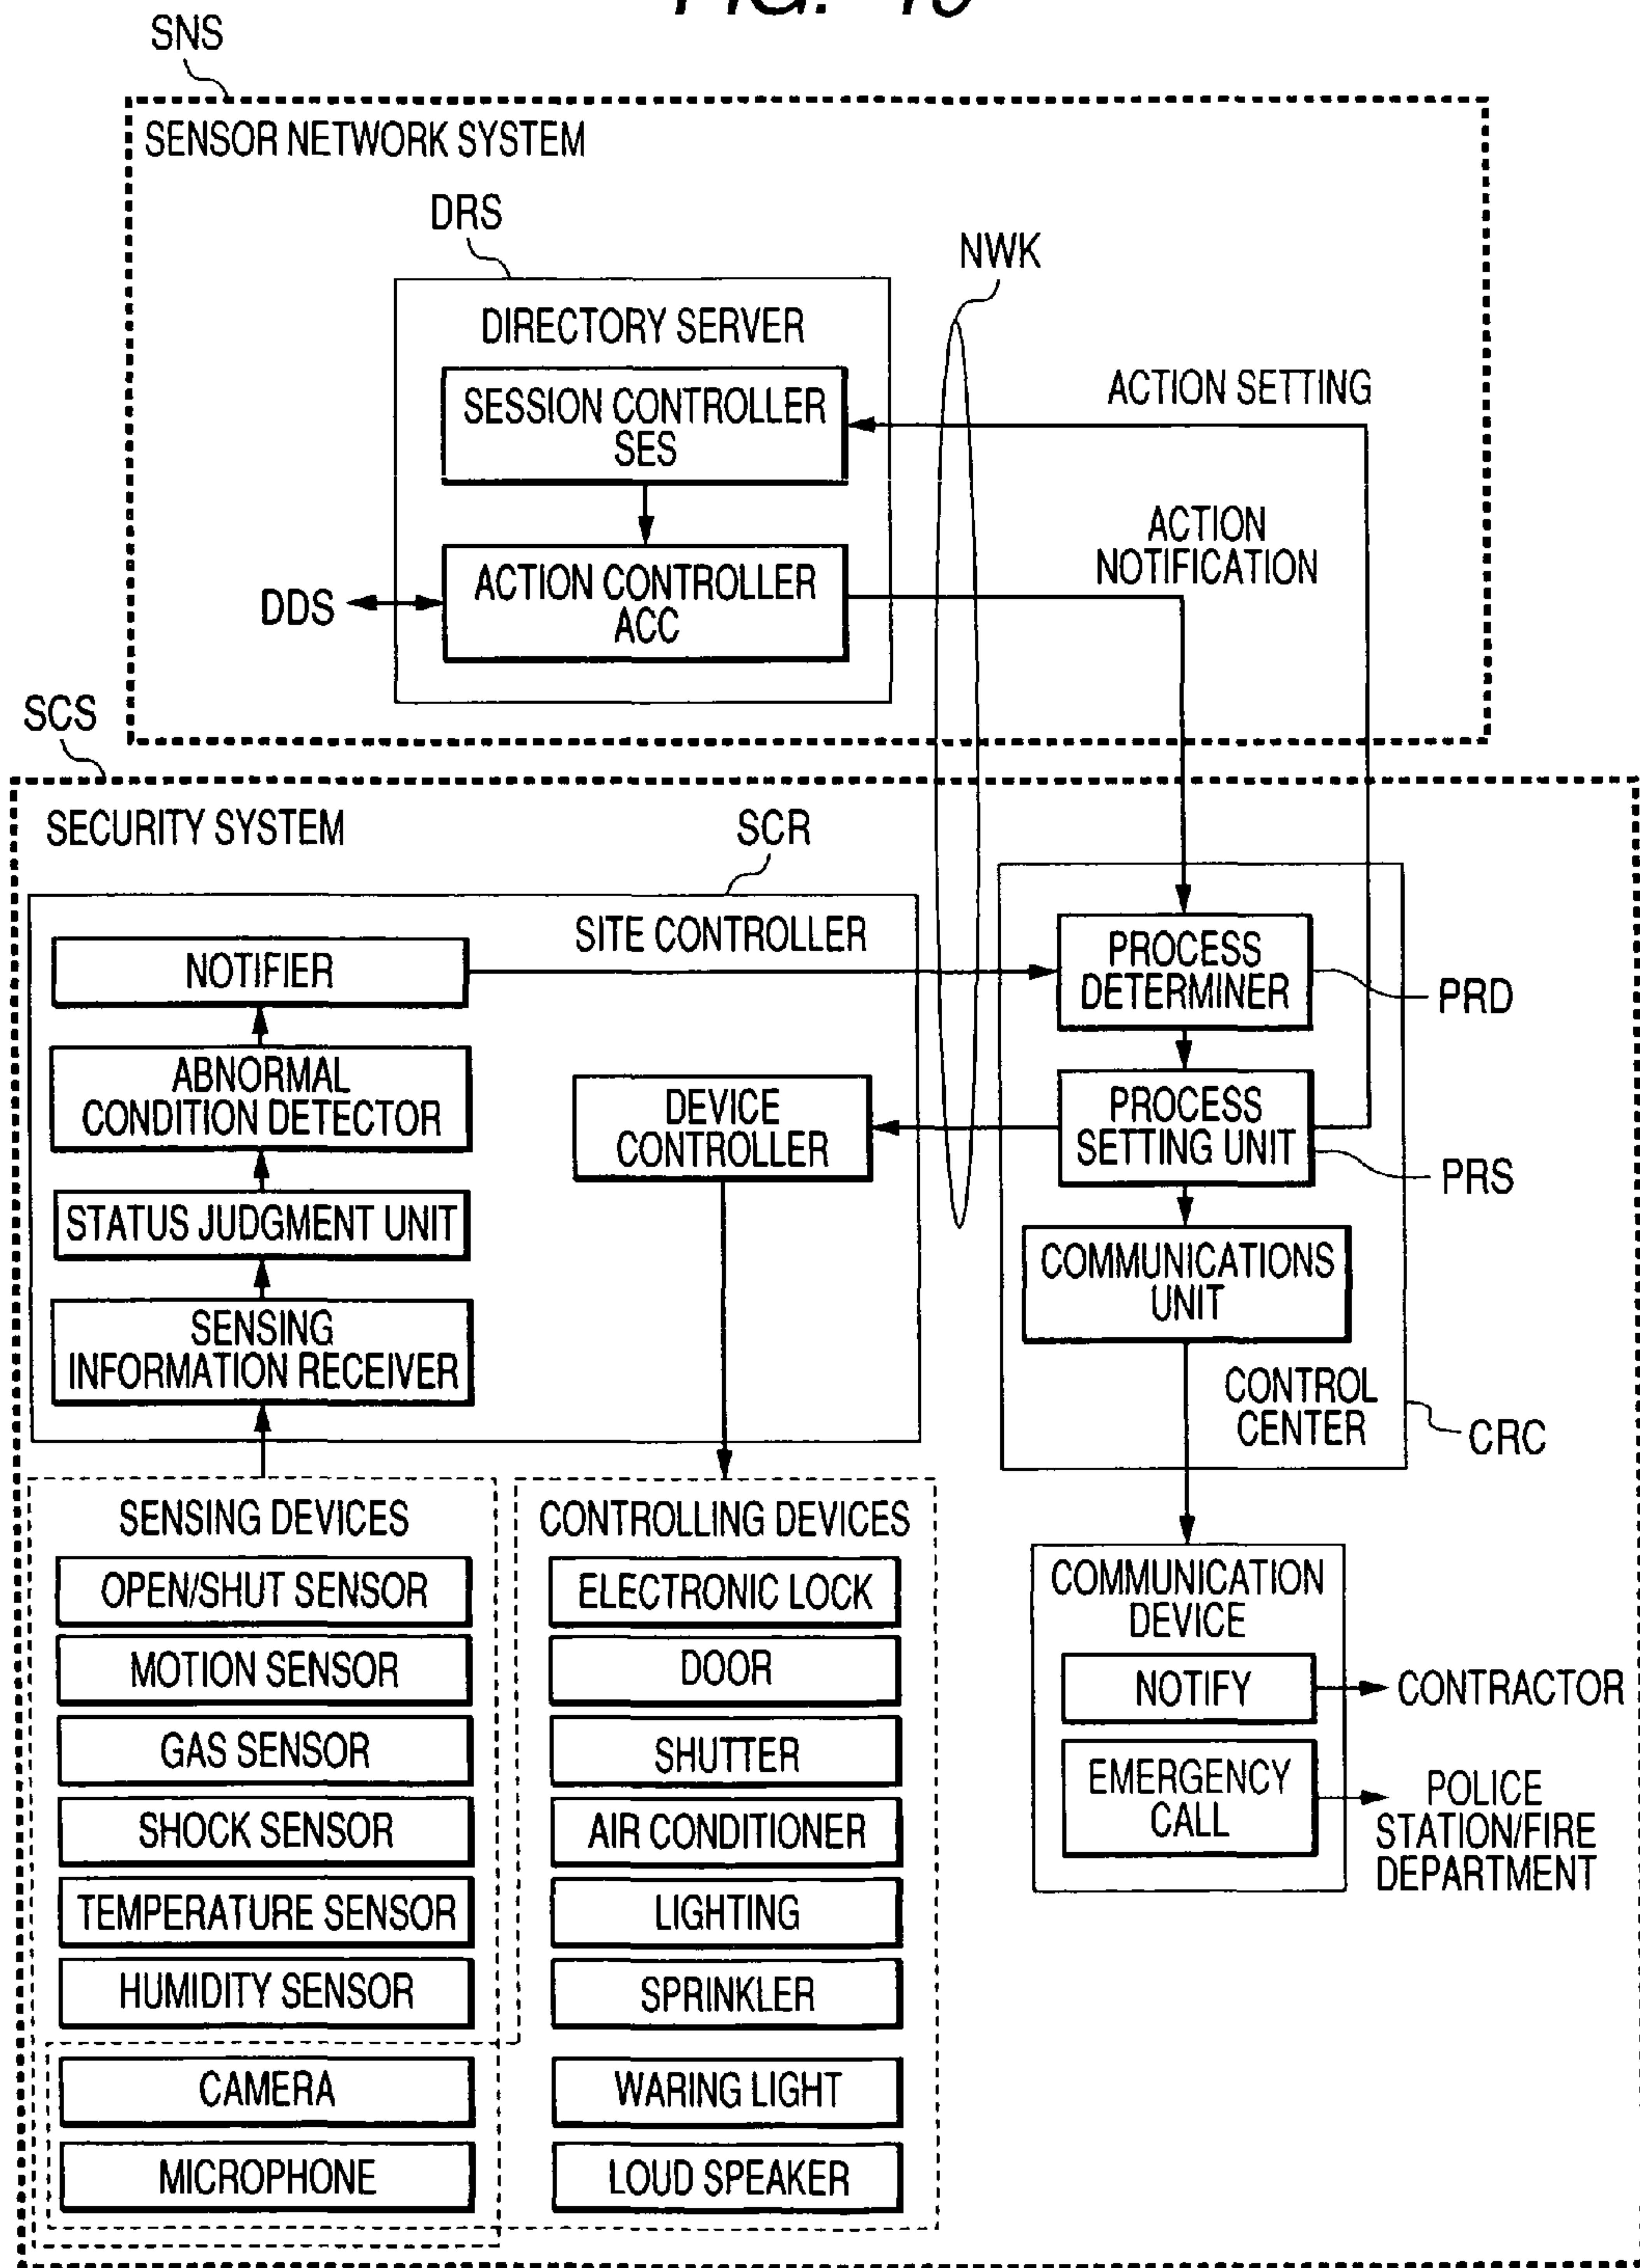 SNS
SENSOR NETWORK SYSTEM
DRS
NWK
DIRECTORY SERVER
SESSION CONTROLLER
SES
ACTION SETTING
ACTION
NOTIFICATION
DDS
ACTION CONTROLLER
ACC
SCS
SECURITY SYSTEM
SCR
SITE CONTROLLER
NOTIFIER
ABNORMAL
CONDITION DETECTOR
STATUS JUDGMENT UNIT
SENSING
INFORMATION RECEIVER
DEVICE
CONTROLLER
PROCESS
DETERMINER
PRD
PROCESS
SETTING UNIT
PRS
COMMUNICATIONS
UNIT
CONTROL
CENTER
CRC
SENSING DEVICES
OPEN/SHUT SENSOR
MOTION SENSOR
GAS SENSOR
SHOCK SENSOR
TEMPERATURE SENSOR
HUMIDITY SENSOR
CAMERA
MICROPHONE
CONTROLLING DEVICES
ELECTRONIC LOCK
DOOR
SHUTTER
AIR CONDITIONER
LIGHTING
SPRINKLER
WARING LIGHT
LOUD SPEAKER
COMMUNICATION
DEVICE
NOTIFY
CONTRACTOR
EMERGENCY
CALL
POLICE
STATION/FIRE
DEPARTMENT